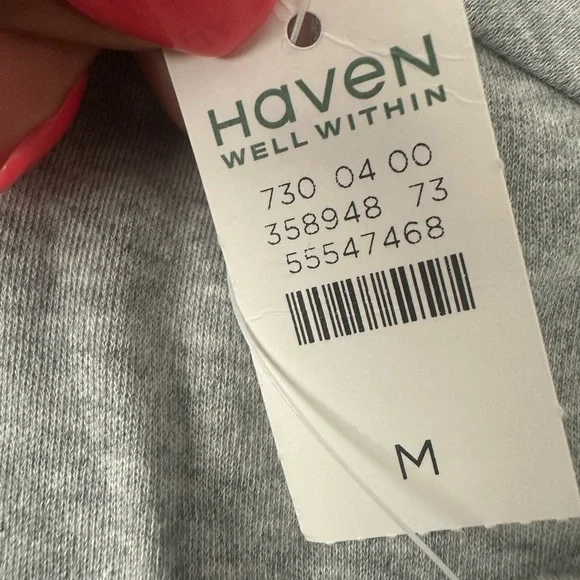 HaveN
WELL WITHIN
730 04 00
358948 73
55547468
M